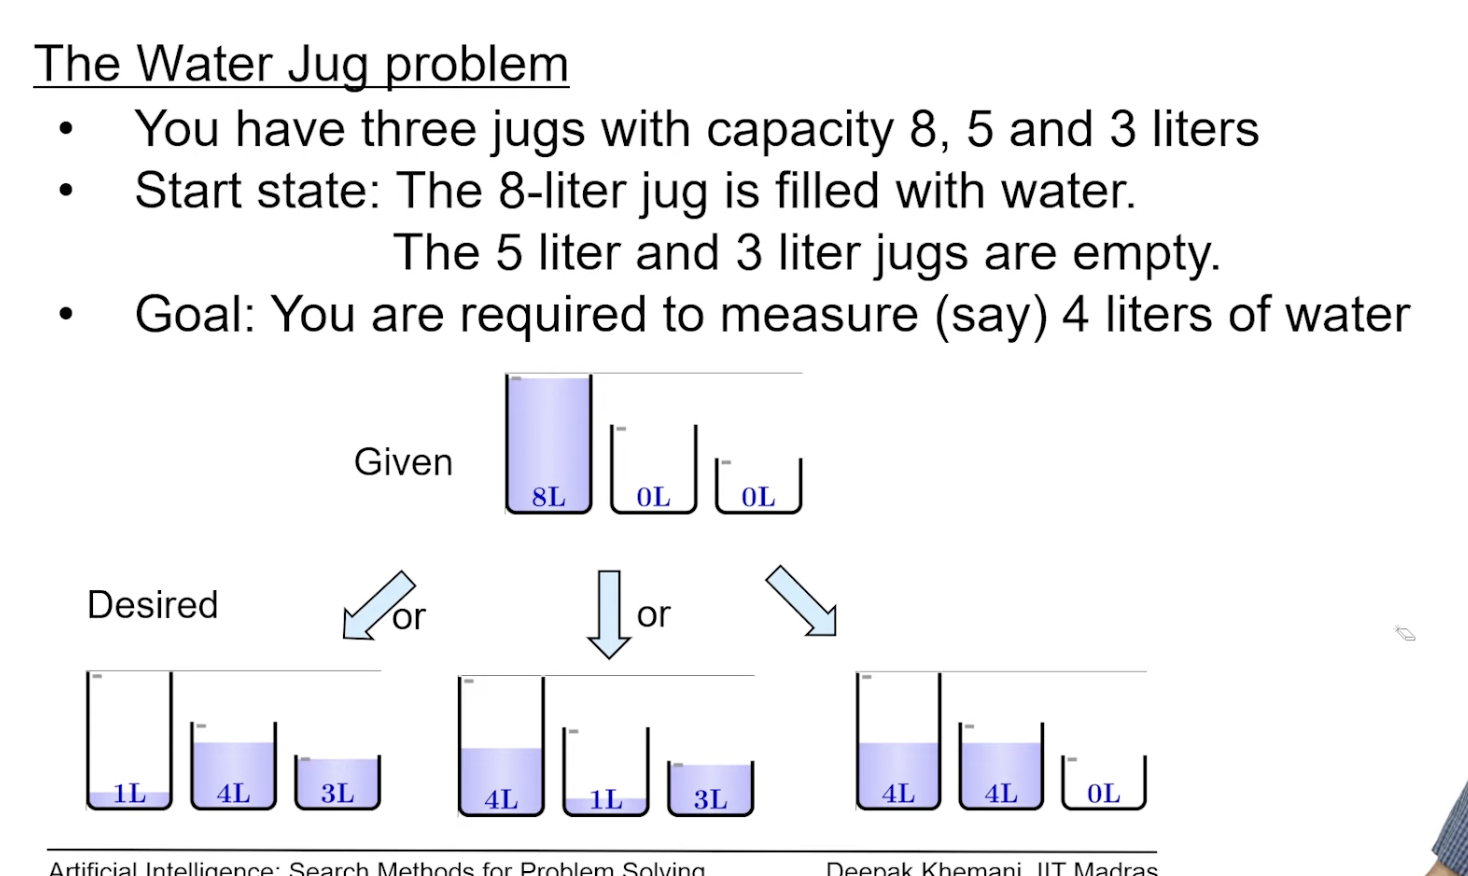 The Water Jug problem
• You have three jugs with capacity 8, 5 and 3 liters
• Start state: The 8-liter jug is filled with water.
The 5 liter and 3 liter jugs are empty.
• Goal: You are required to measure (say) 4 liters of water
Given
8L 0L 0L
Desired
or or
1L 4L 3L 4L 1L 3L 4L 4L 0L
Artificial Intelligence: Search Methods for Problem Solving Deepak Khemani, IIT Madras